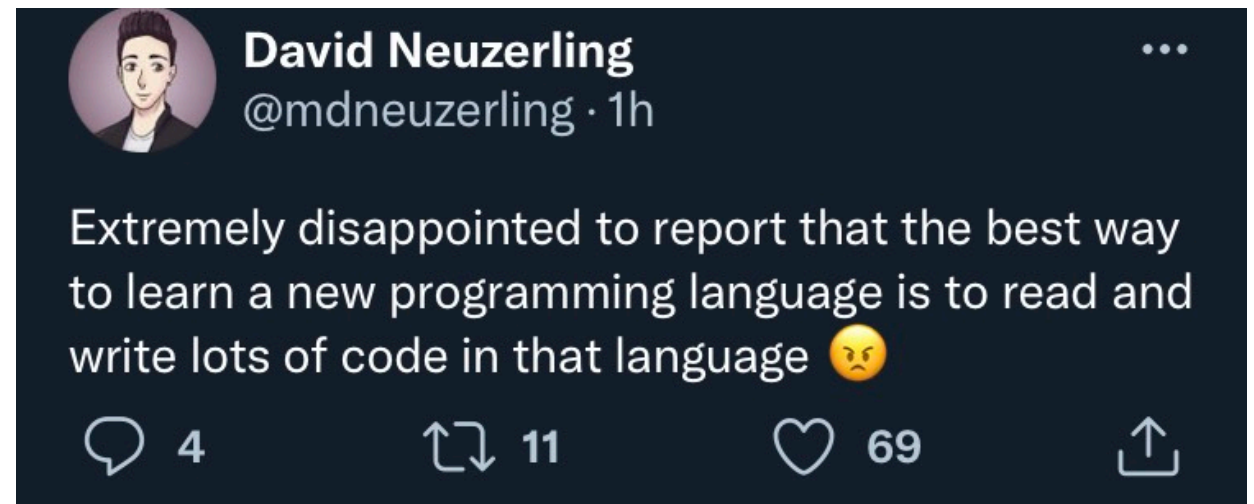 David Neuzerling
@mdneuzerling · 1h
Extremely disappointed to report that the best way
to learn a new programming language is to read and
write lots of code in that language 😠
4 11 69